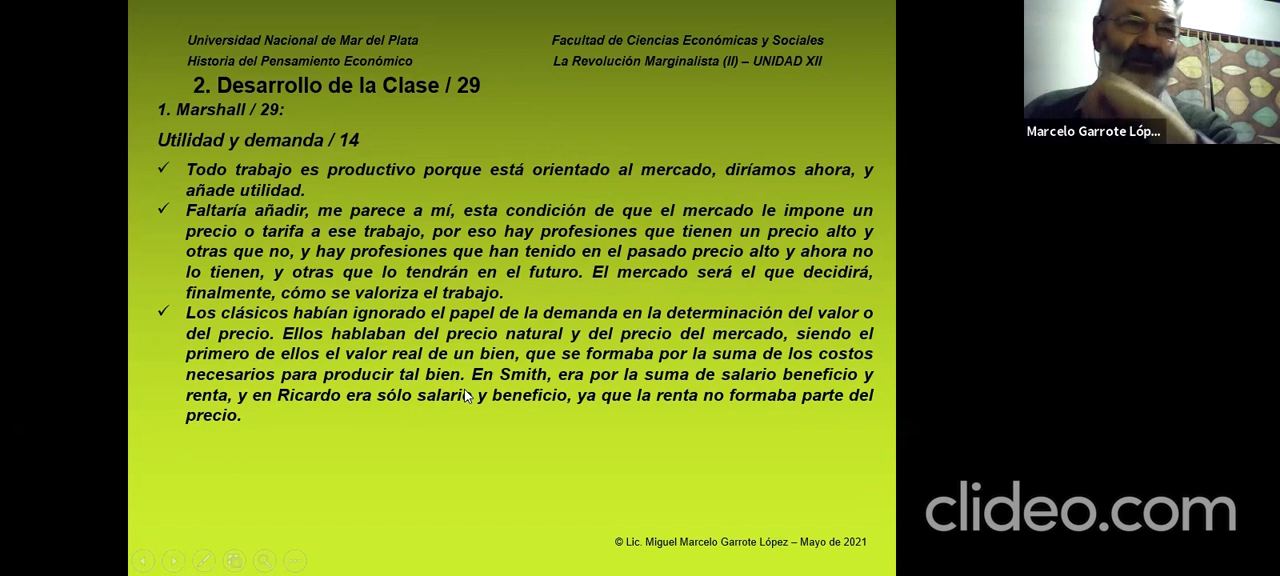 Universidad Nacional de Mar del Plata
Facultad de Ciencias Económicas y Sociales
Historia del Pensamiento Económico
La Revolución Marginalista (II) – UNIDAD XII
2. Desarrollo de la Clase / 29
1. Marshall / 29:
Utilidad y demanda / 14
✓ Todo trabajo es productivo porque está orientado al mercado, diríamos ahora, y
añade utilidad.
✓ Faltaría añadir, me parece a mí, esta condición de que el mercado le impone un
precio o tarifa a ese trabajo, por eso hay profesiones que tienen un precio alto y
otras que no, y hay profesiones que han tenido en el pasado precio alto y ahora no
lo tienen, y otras que lo tendrán en el futuro. El mercado será el que decidirá,
finalmente, cómo se valoriza el trabajo.
✓ Los clásicos habían ignorado el papel de la demanda en la determinación del valor o
del precio. Ellos hablaban del precio natural y del precio del mercado, siendo el
primero de ellos el valor real de un bien, que se formaba por la suma de los costos
necesarios para producir tal bien. En Smith, era por la suma de salario beneficio y
renta, y en Ricardo era sólo salario y beneficio, ya que la renta no formaba parte del
precio.
© Lic. Miguel Marcelo Garrote López – Mayo de 2021
Marcelo Garrote Lóp...
clideo.com